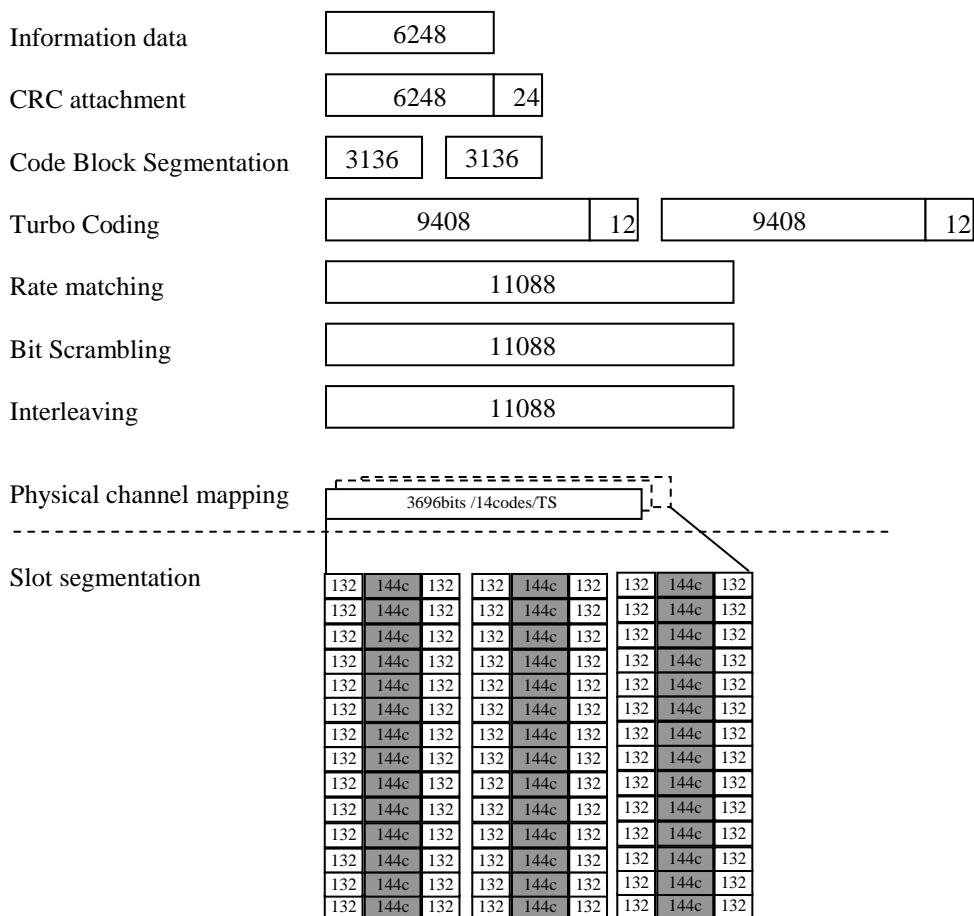 Information data 6248
CRC attachment 6248 24
Code Block Segmentation 3136 3136
Turbo Coding 9408 12 9408 12
Rate matching 11088
Bit Scrambling 11088
Interleaving 11088
Physical channel mapping 3696bits /14codes/TS
Slot segmentation
132 144c 132 132 144c 132 132 144c 132
132 144c 132 132 144c 132 132 144c 132
132 144c 132 132 144c 132 132 144c 132
132 144c 132 132 144c 132 132 144c 132
132 144c 132 132 144c 132 132 144c 132
132 144c 132 132 144c 132 132 144c 132
132 144c 132 132 144c 132 132 144c 132
132 144c 132 132 144c 132 132 144c 132
132 144c 132 132 144c 132 132 144c 132
132 144c 132 132 144c 132 132 144c 132
132 144c 132 132 144c 132 132 144c 132
132 144c 132 132 144c 132 132 144c 132
132 144c 132 132 144c 132 132 144c 132
132 144c 132 132 144c 132 132 144c 132